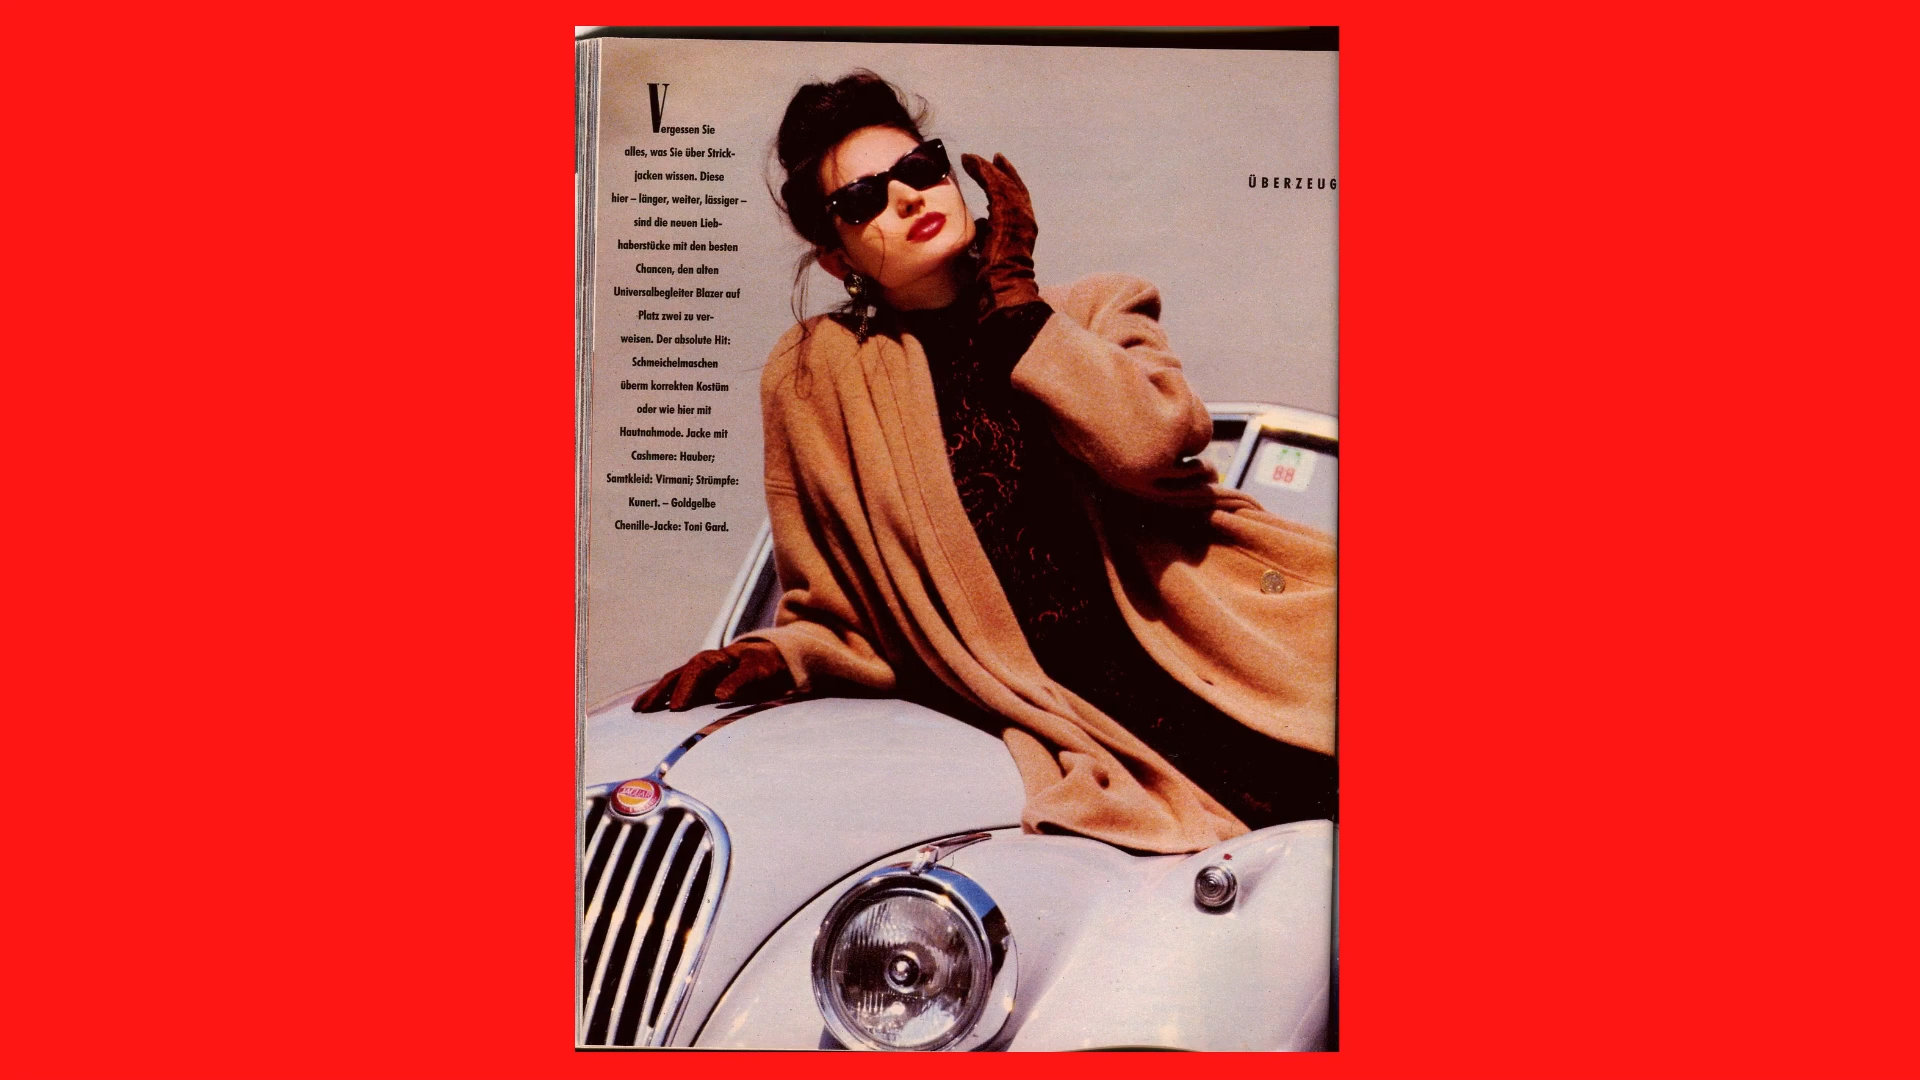 Vergessen Sie
alles, was Sie über Strick-
jacken wissen. Diese
hier – länger, weiter, lässiger –
sind die neuen Lieb-
haberstücke mit den besten
Chancen, den alten
Universalbegleiter Blazer auf
Platz zwei zu ver-
weisen. Der absolute Hit:
Schmeichelmaschen
überm korrekten Kostüm
oder wie hier mit
Hautnahmode. Jacke mit
Cashmere: Hauber;
Samtkleid: Virmani; Strümpfe:
Kunert. – Goldgelbe
Chenille-Jacke: Toni Gard.
ÜBERZEUG
88
JAGUAR